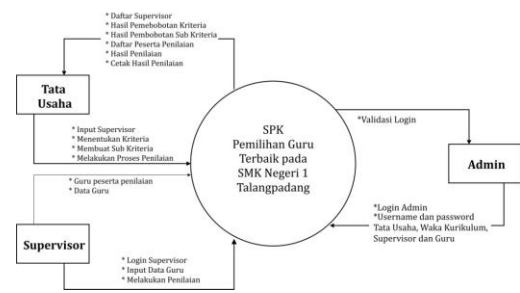 * Daftar Supervisor
* Hasil Pemebobotan Kriteria
* Hasil Pembobotan Sub Kriteria
* Daftar Peserta Penilaian
* Hasil Penilaian
* Cetak Hasil Penilaian
Tata
Usaha
* Input Supervisor
* Menentukan Kriteria
* Membuat Sub Kriteria
* Melakukan Proses Penilaian
* Guru peserta penilaian
* Data Guru
Supervisor
* Login Supervisor
* Input Data Guru
* Melakukan Penilaian
SPK
Pemilihan Guru
Terbaik pada
SMK Negeri 1
Talangpadang
*Validasi Login
Admin
*Login Admin
*Username dan password
Tata Usaha, Waka Kurikulum,
Supervisor dan Guru